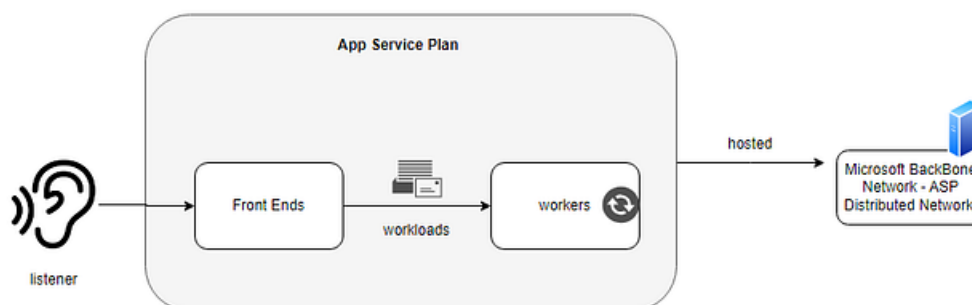 App Service Plan
hosted
Microsoft BackBone
Network - ASP
Distributed Network
Front Ends
workers
workloads
listener